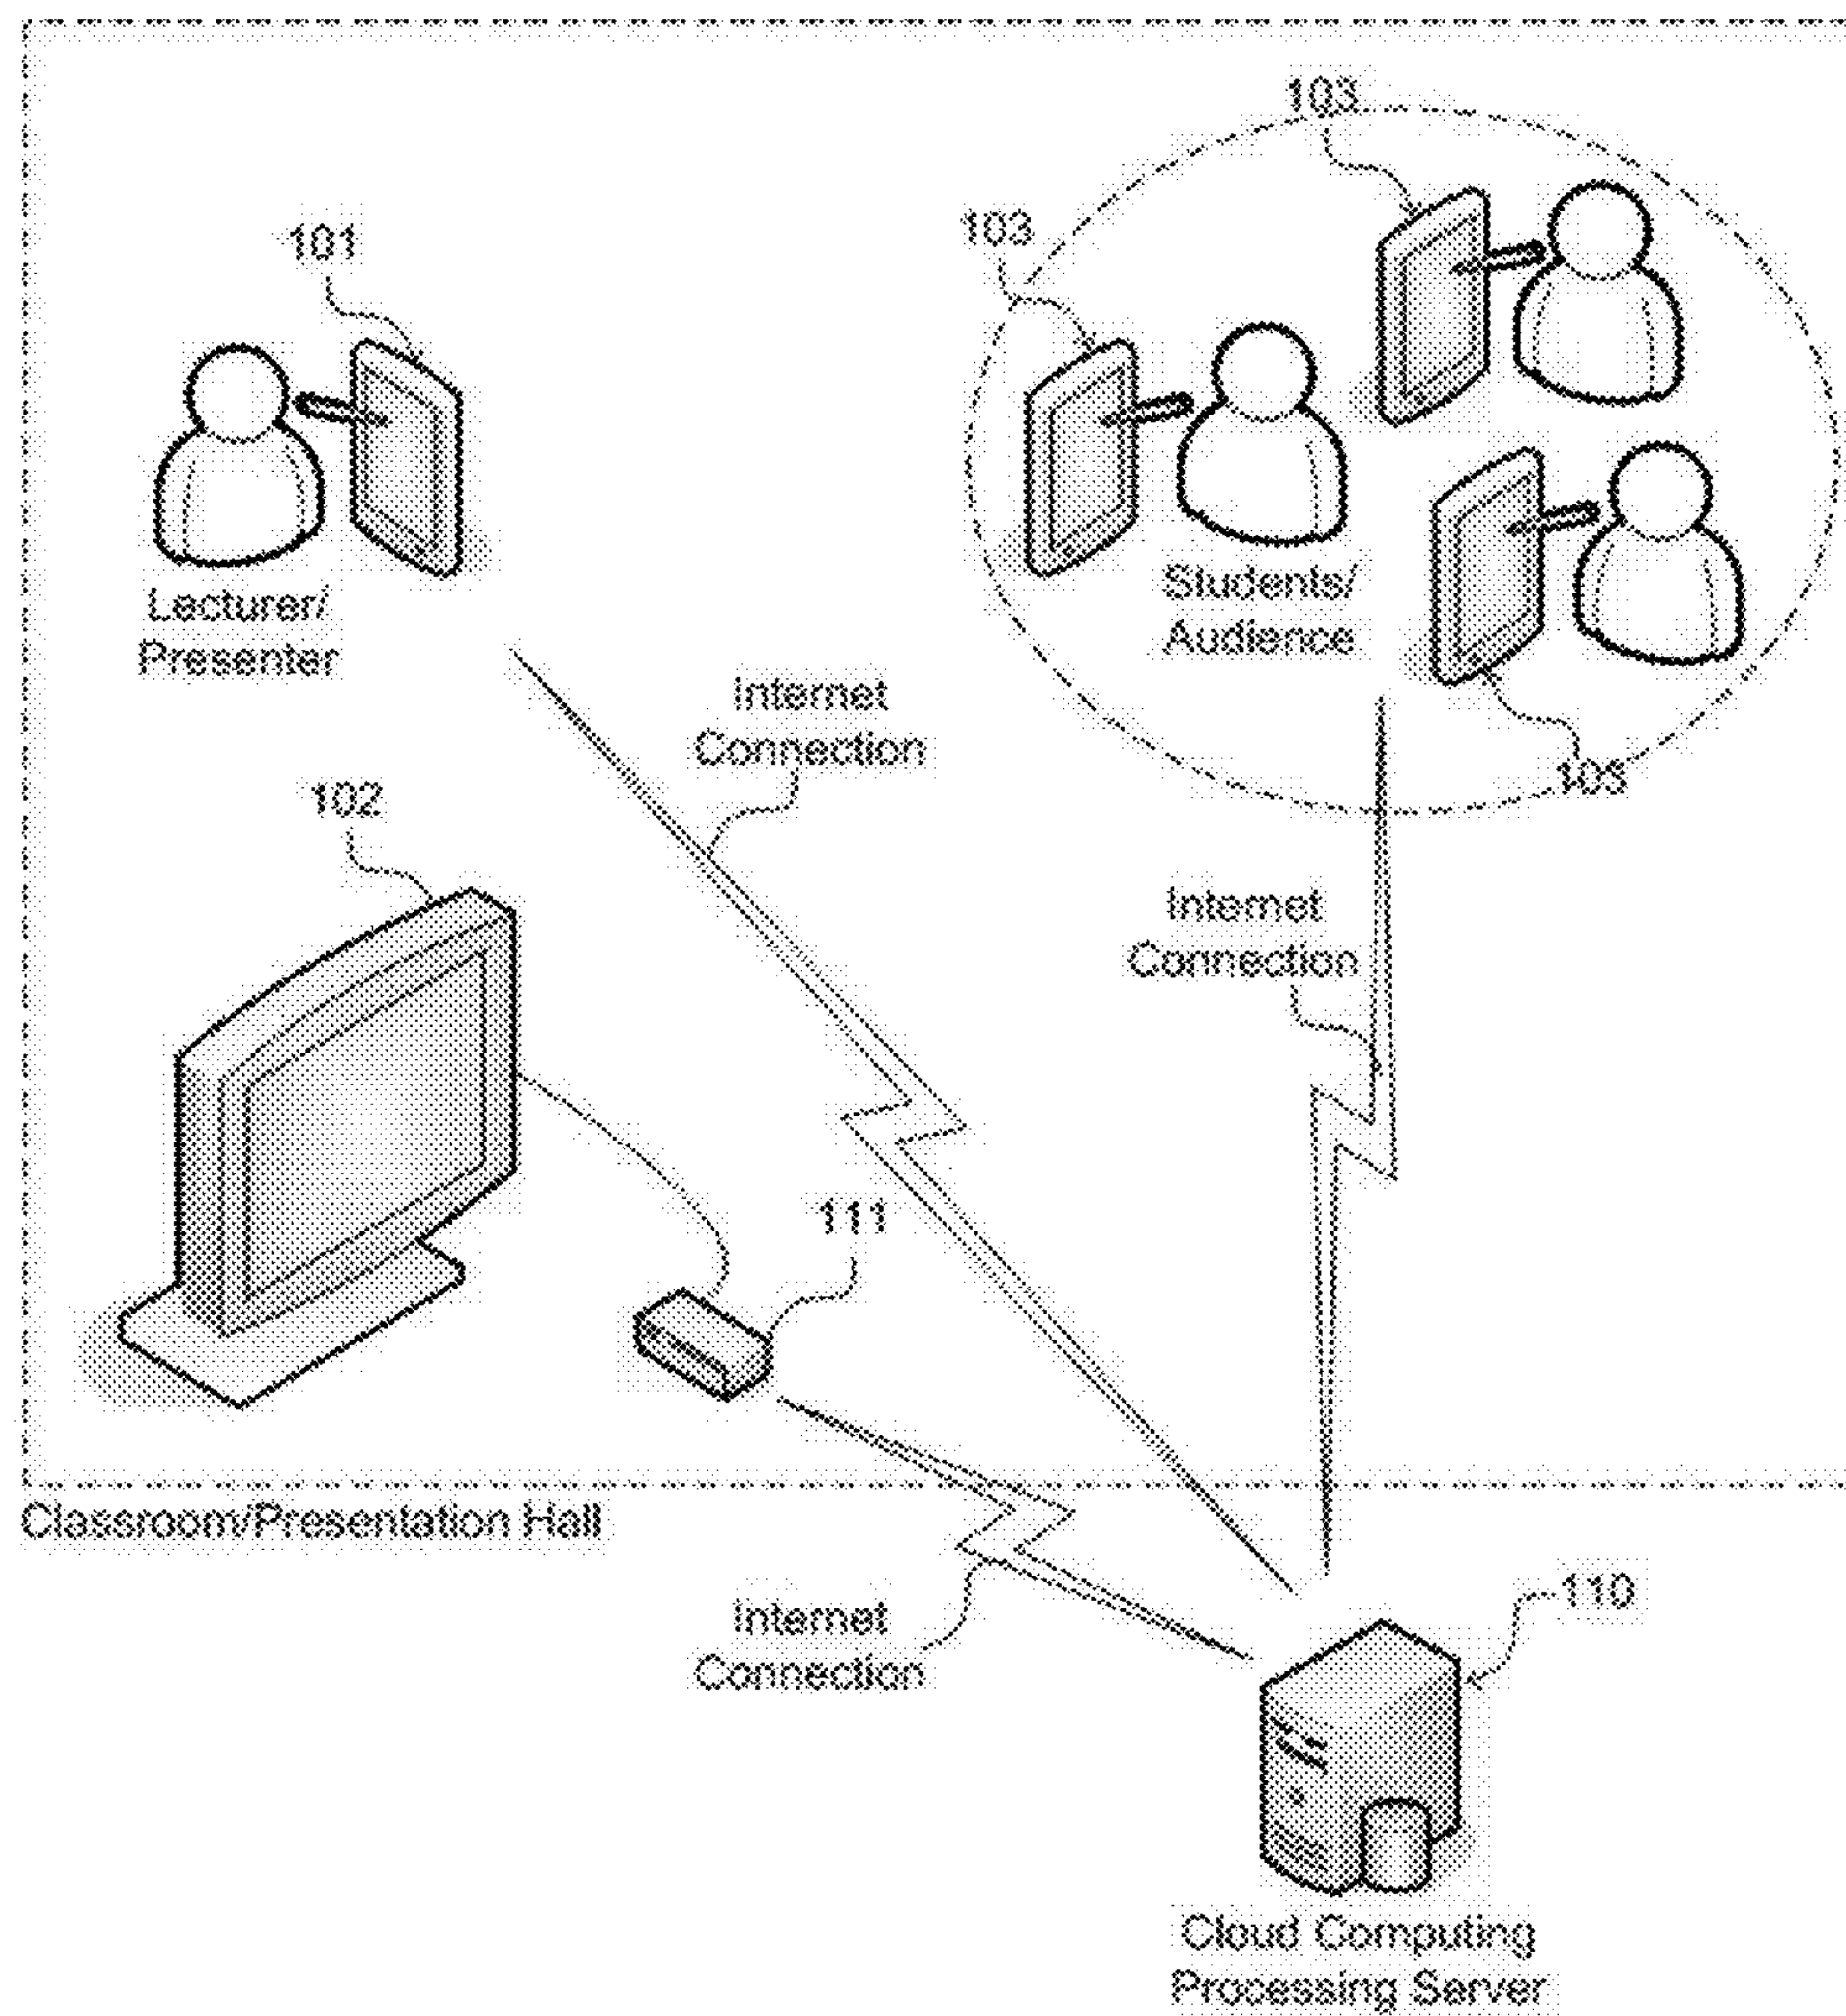 103
103
101
Lecturer/
Presenter
Students/
Audience
103
Internet
Connection
102
Internet
Connection
111
Classroom/Presentation Hall
Internet
Connection
110
Cloud Computing
Processing Server